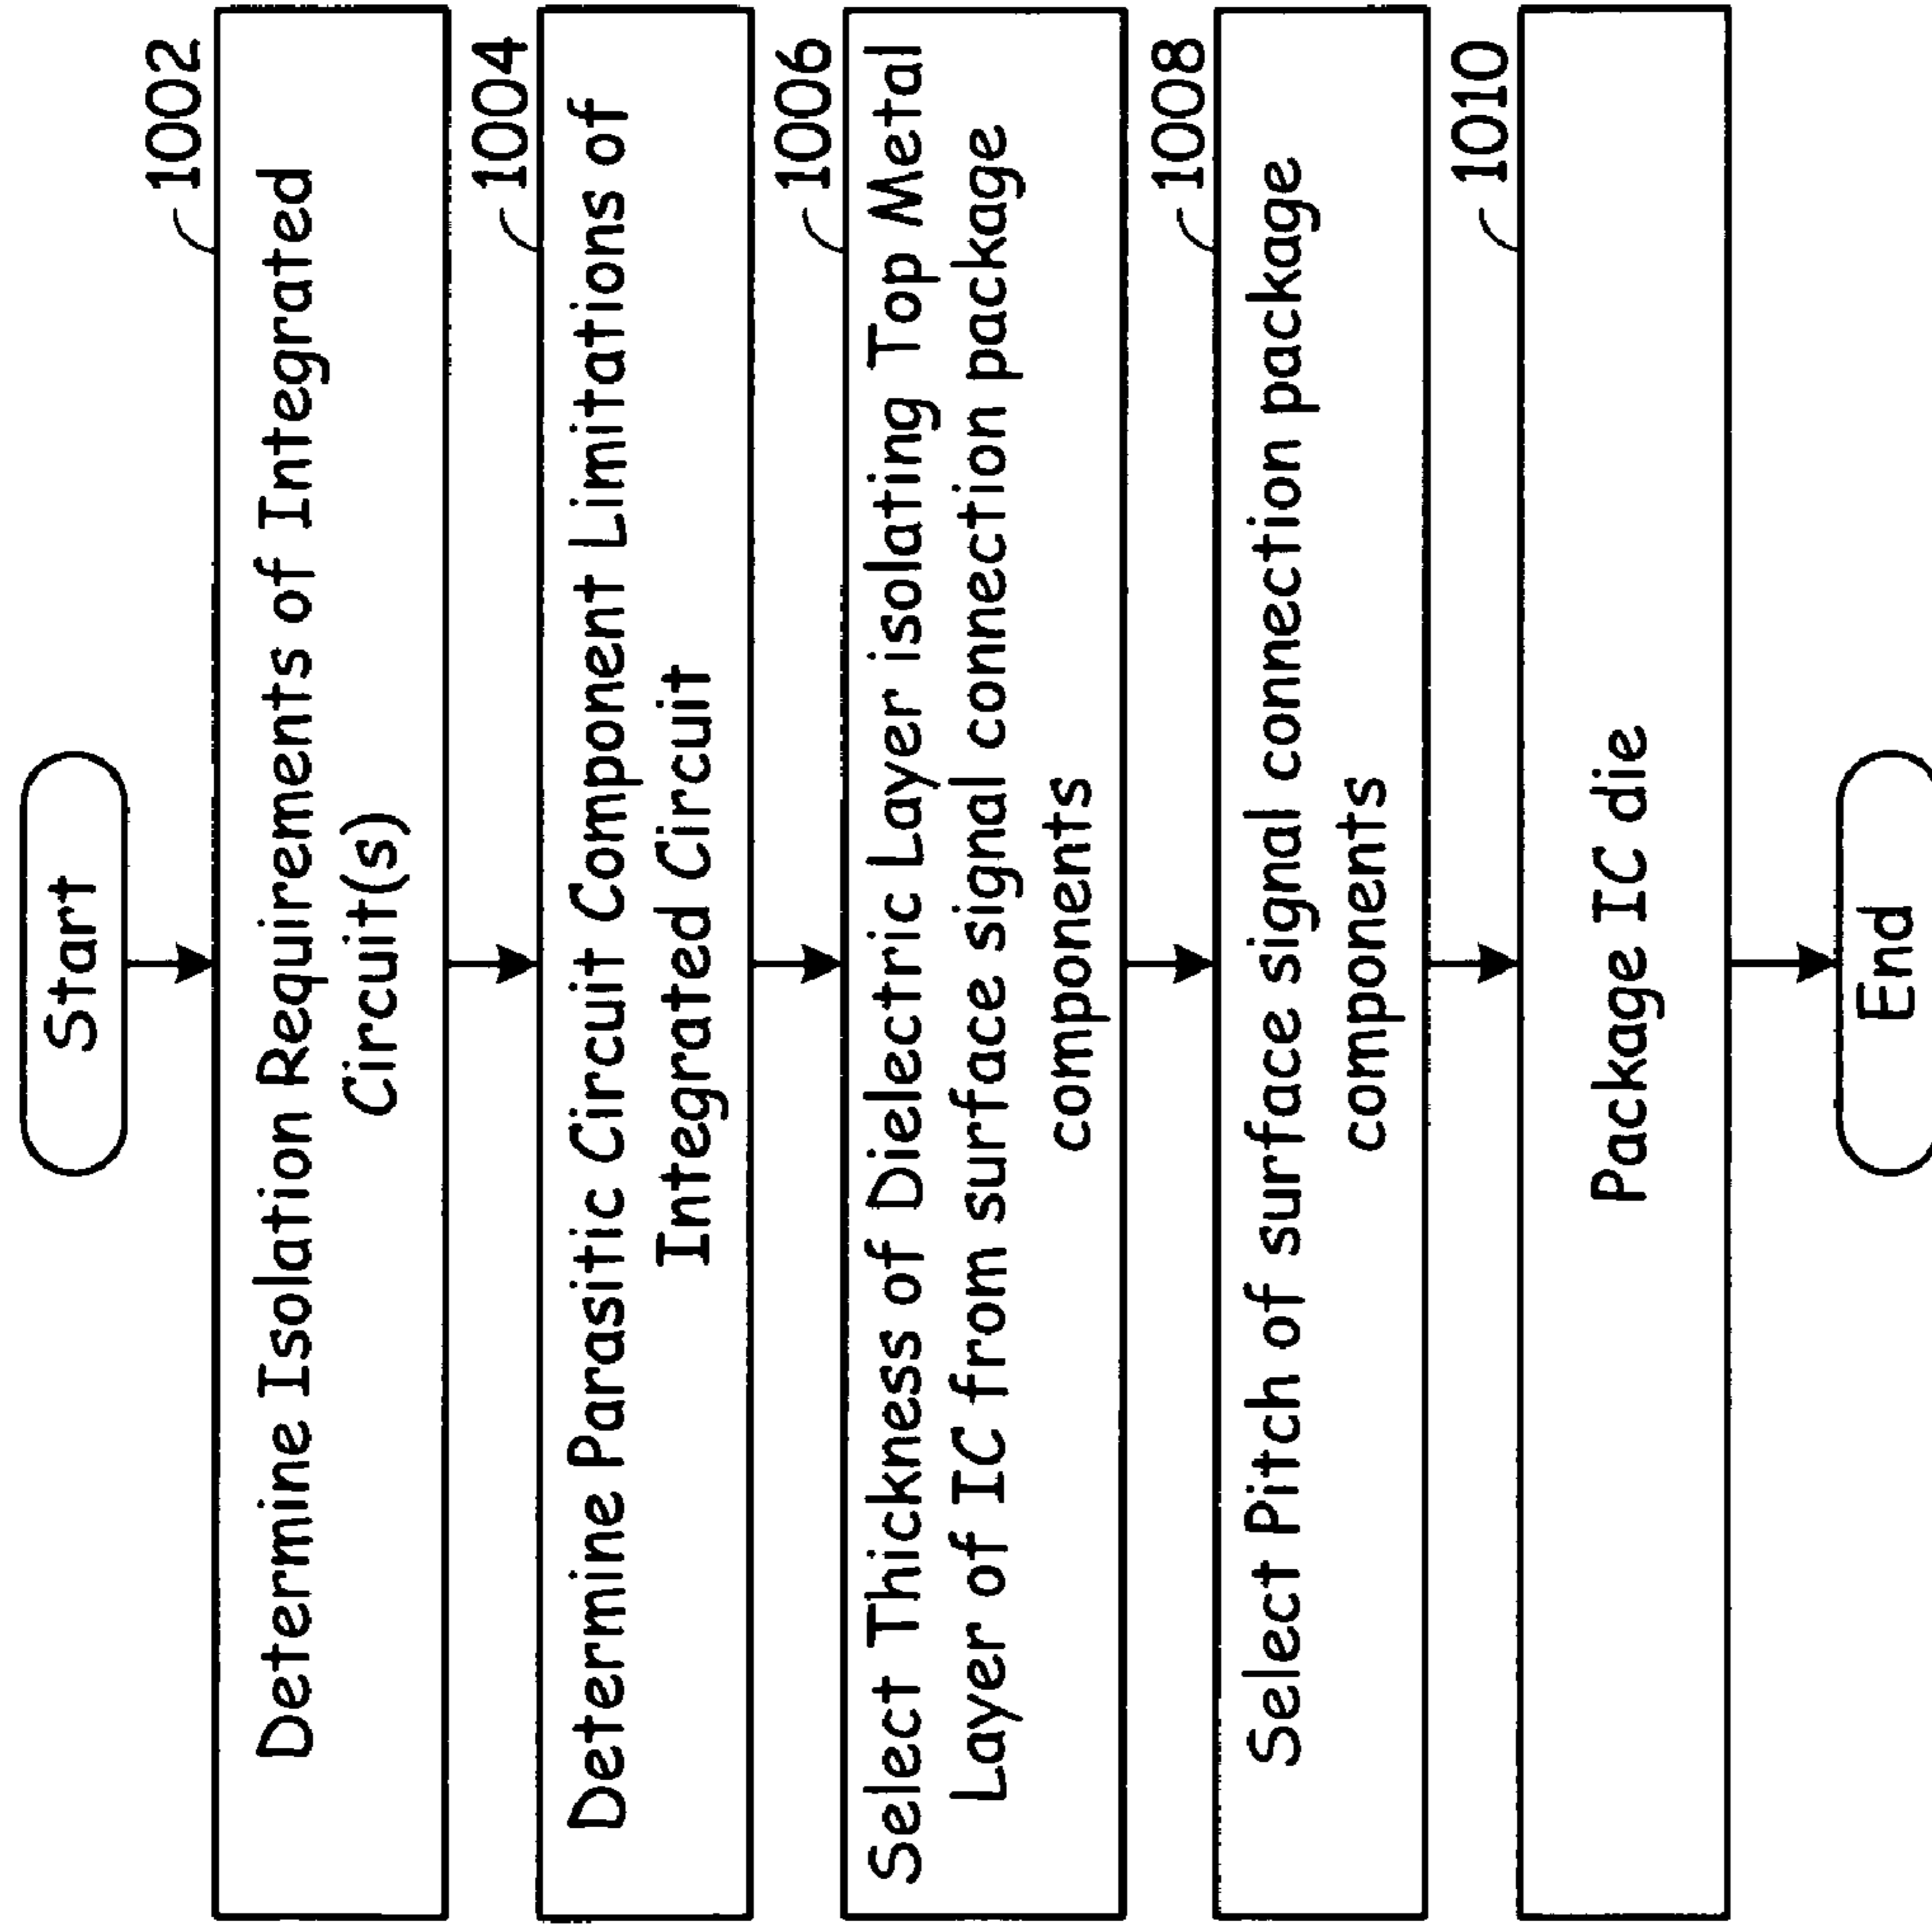 Start
1002
Determine Isolation Requirements of Integrated
Circuit(s)
1004
Determine Parasitic Circuit Component Limitations of
Integrated Circuit
1006
Select Thickness of Dielectric Layer isolating Top Metal
Layer of IC from surface signal connection package
components
1008
Select Pitch of surface signal connection package
components
1010
Package IC die
End